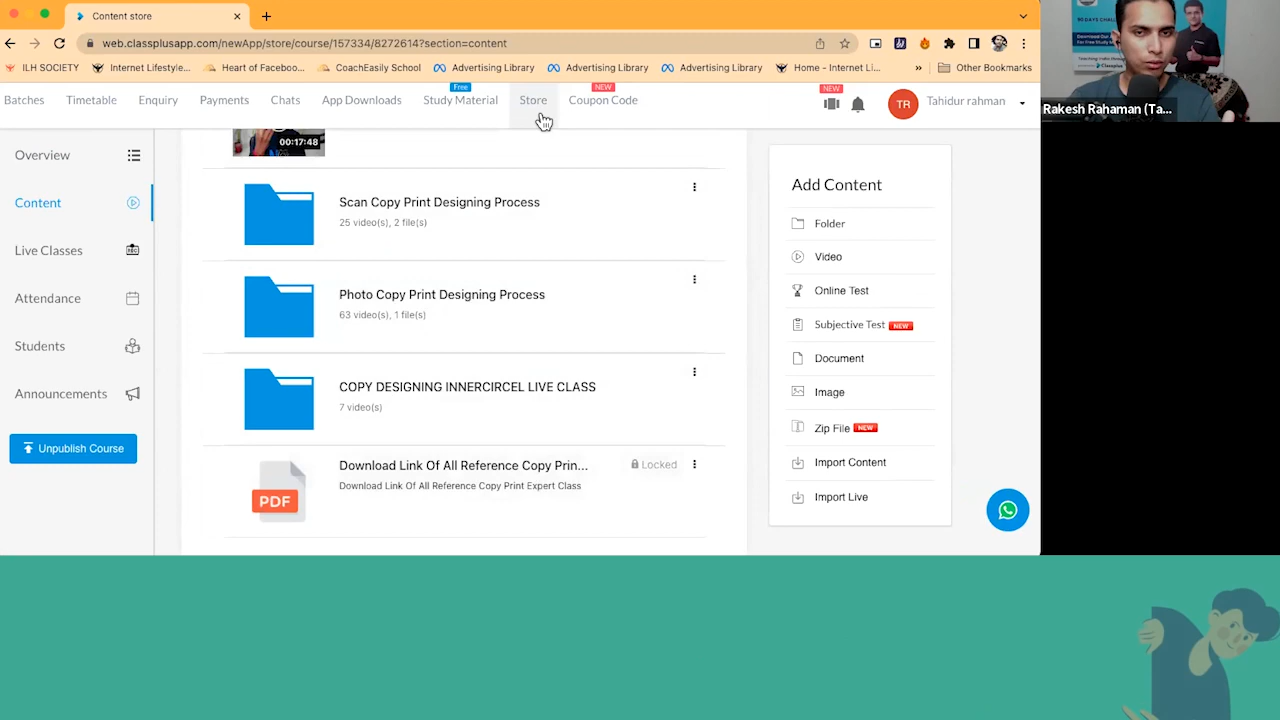 Content store
web.classplusapp.com/newApp/store/course/157334/
ILH SOCIETY
Internet Lifestyle...
Heart of Faceboo...
CoachEas
Advertising Library
Advertising Library
Advertising Library
Home – Internet Li...
»
Other Bookmarks
Batches
Timetable
Enquiry
Payments
Chats
App Downloads
Free
Study Material
Store
NEW
Coupon Code
NEW
TR
Tahidur rahman
90 DAYS CHALL
Rakesh Rahaman (Ta...
Overview
Content
Live Classes
Attendance
Students
Announcements
Unpublish Course
00:17:48
Scan Copy Print Designing Process
25 video(s), 2 file(s)
Photo Copy Print Designing Process
63 video(s), 1 file(s)
COPY DESIGNING INNERCIRCEL LIVE CLASS
7 video(s)
PDF
Download Link Of All Reference Copy Prin...
Locked
Download Link Of All Reference Copy Print Expert Class
Add Content
Folder
Video
Online Test
Subjective Test NEW
Document
Image
Zip File NEW
Import Content
Import Live